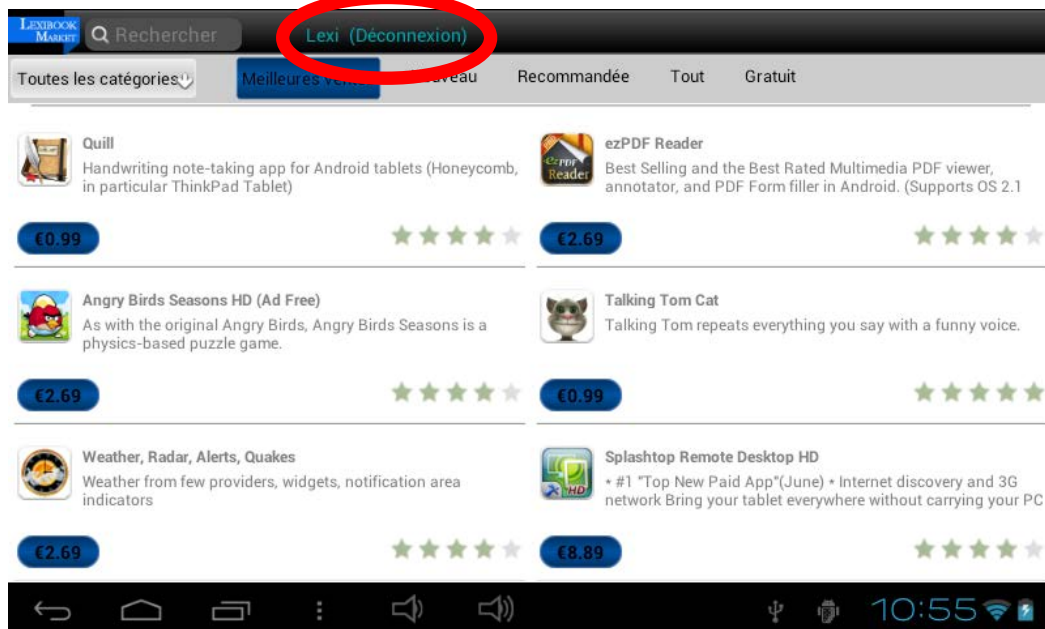 LEXIBOOK
MARKET
Rechercher
Lexi (Déconnexion)
Toutes les catégories
Meilleures ventes
Nouveau
Recommandée
Tout
Gratuit
Quill
Handwriting note-taking app for Android tablets (Honeycomb,
in particular ThinkPad Tablet)
€0.99
ezPDF
Reader
ezPDF Reader
Best Selling and the Best Rated Multimedia PDF viewer,
annotator, and PDF Form filler in Android. (Supports OS 2.1
€2.69
Angry Birds Seasons HD (Ad Free)
As with the original Angry Birds, Angry Birds Seasons is a
physics-based puzzle game.
€2.69
Talking Tom Cat
Talking Tom repeats everything you say with a funny voice.
€0.99
Weather, Radar, Alerts, Quakes
Weather from few providers, widgets, notification area
indicators
€2.69
HD
Splashtop Remote Desktop HD
* #1 "Top New Paid App"(June) * Internet discovery and 3G
network Bring your tablet everywhere without carrying your PC
€8.89
10:55